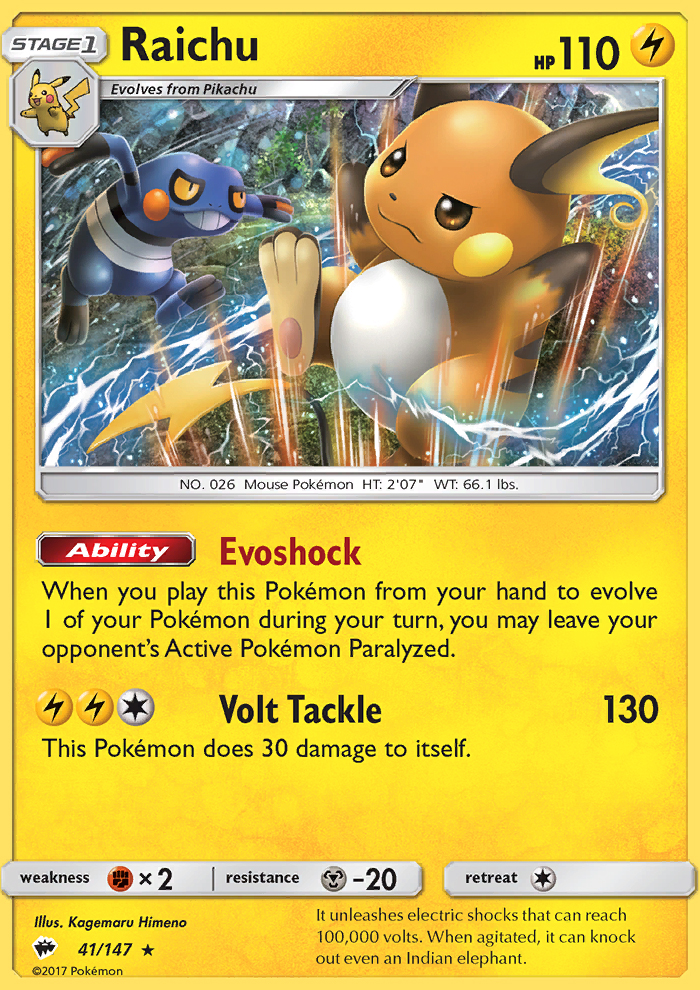 STAGE 1
Raichu
HP 110
Evolves from Pikachu
NO. 026 Mouse Pokémon HT: 2'07" WT: 66.1 lbs.
Ability Evoshock
When you play this Pokémon from your hand to evolve
1 of your Pokémon during your turn, you may leave your
opponent's Active Pokémon Paralyzed.
Volt Tackle 130
This Pokémon does 30 damage to itself.
weakness ×2 resistance -20 retreat
Illus. Kagemaru Himeno
41/147 ★
©2017 Pokémon
It unleashes electric shocks that can reach
100,000 volts. When agitated, it can knock
out even an Indian elephant.